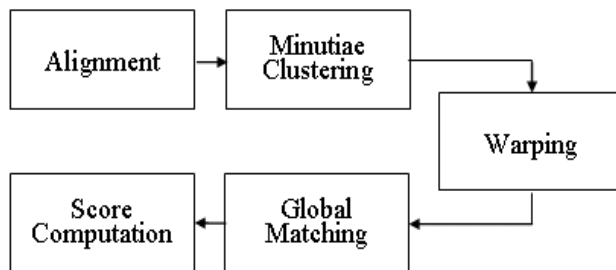 Alignment
Minutiae
Clustering
Warping
Global
Matching
Score
Computation